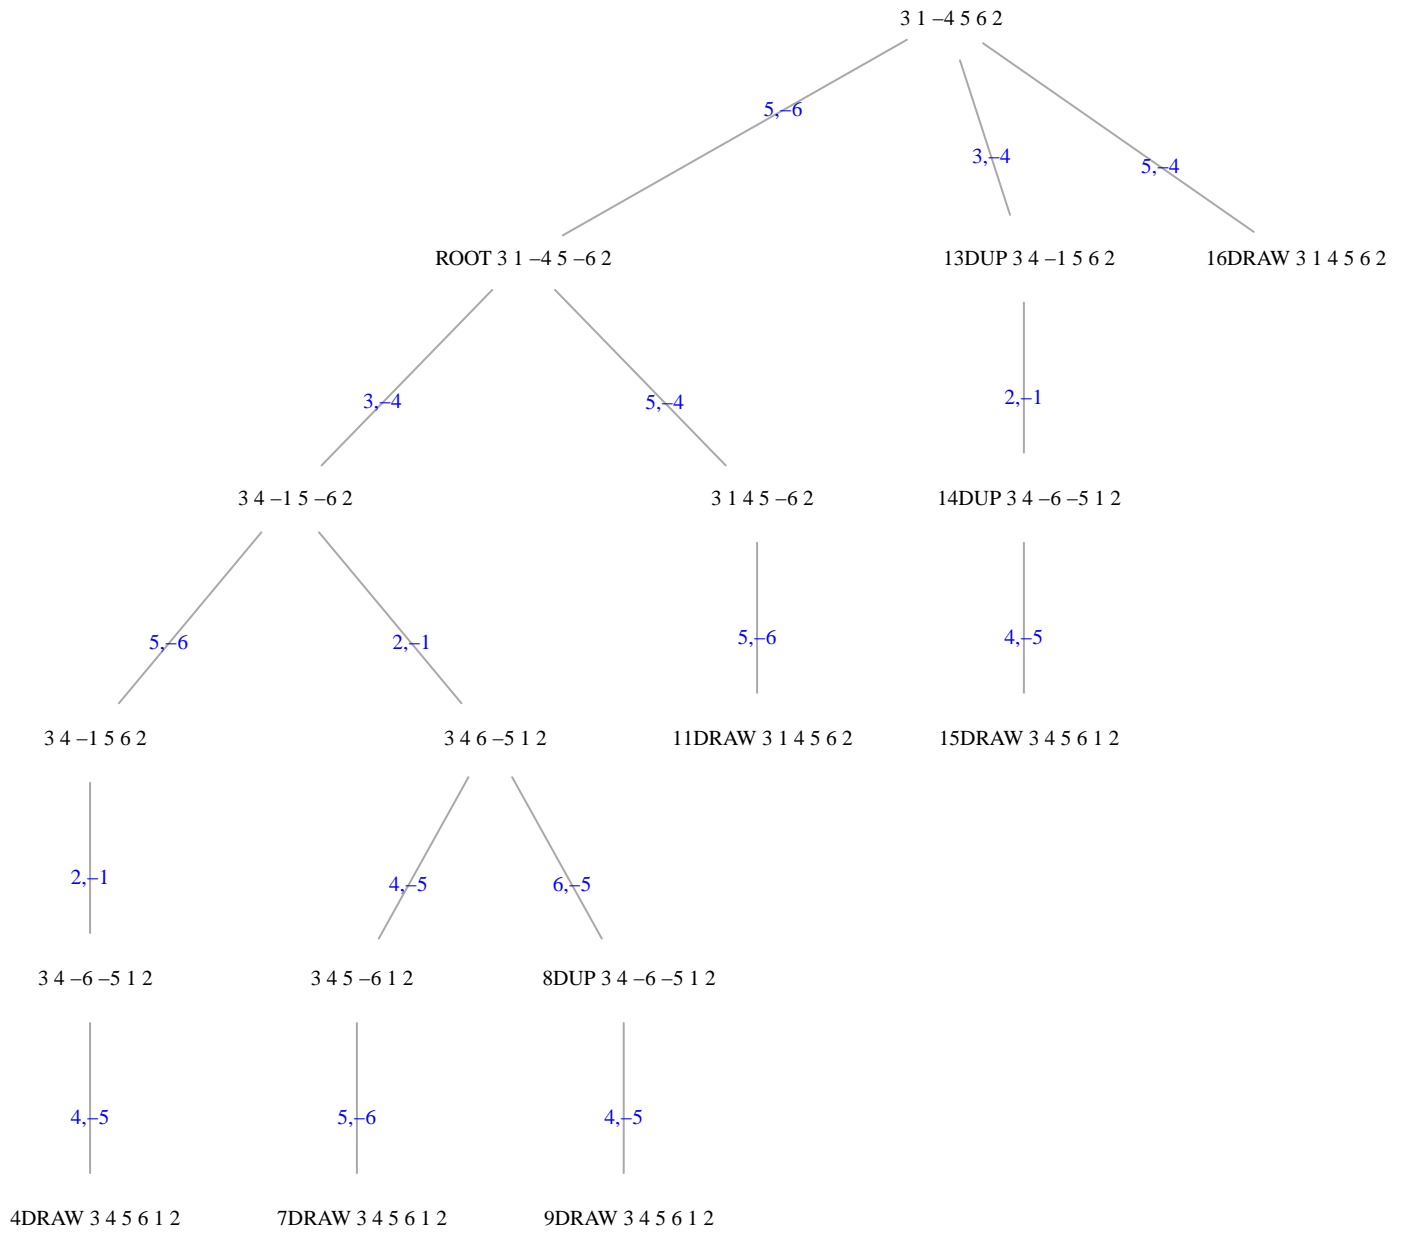 3 1 –4 5 6 2
5,–6
3,–4
5,–4
ROOT 3 1 –4 5 –6 2
13DUP 3 4 –1 5 6 2
16DRAW 3 1 4 5 6 2
3,–4
5,–4
2,–1
3 4 –1 5 –6 2
3 1 4 5 –6 2
14DUP 3 4 –6 –5 1 2
5,–6
2,–1
5,–6
4,–5
3 4 –1 5 6 2
3 4 6 –5 1 2
11DRAW 3 1 4 5 6 2
15DRAW 3 4 5 6 1 2
2,–1
4,–5
6,–5
3 4 –6 –5 1 2
3 4 5 –6 1 2
8DUP 3 4 –6 –5 1 2
4,–5
5,–6
4,–5
4DRAW 3 4 5 6 1 2
7DRAW 3 4 5 6 1 2
9DRAW 3 4 5 6 1 2